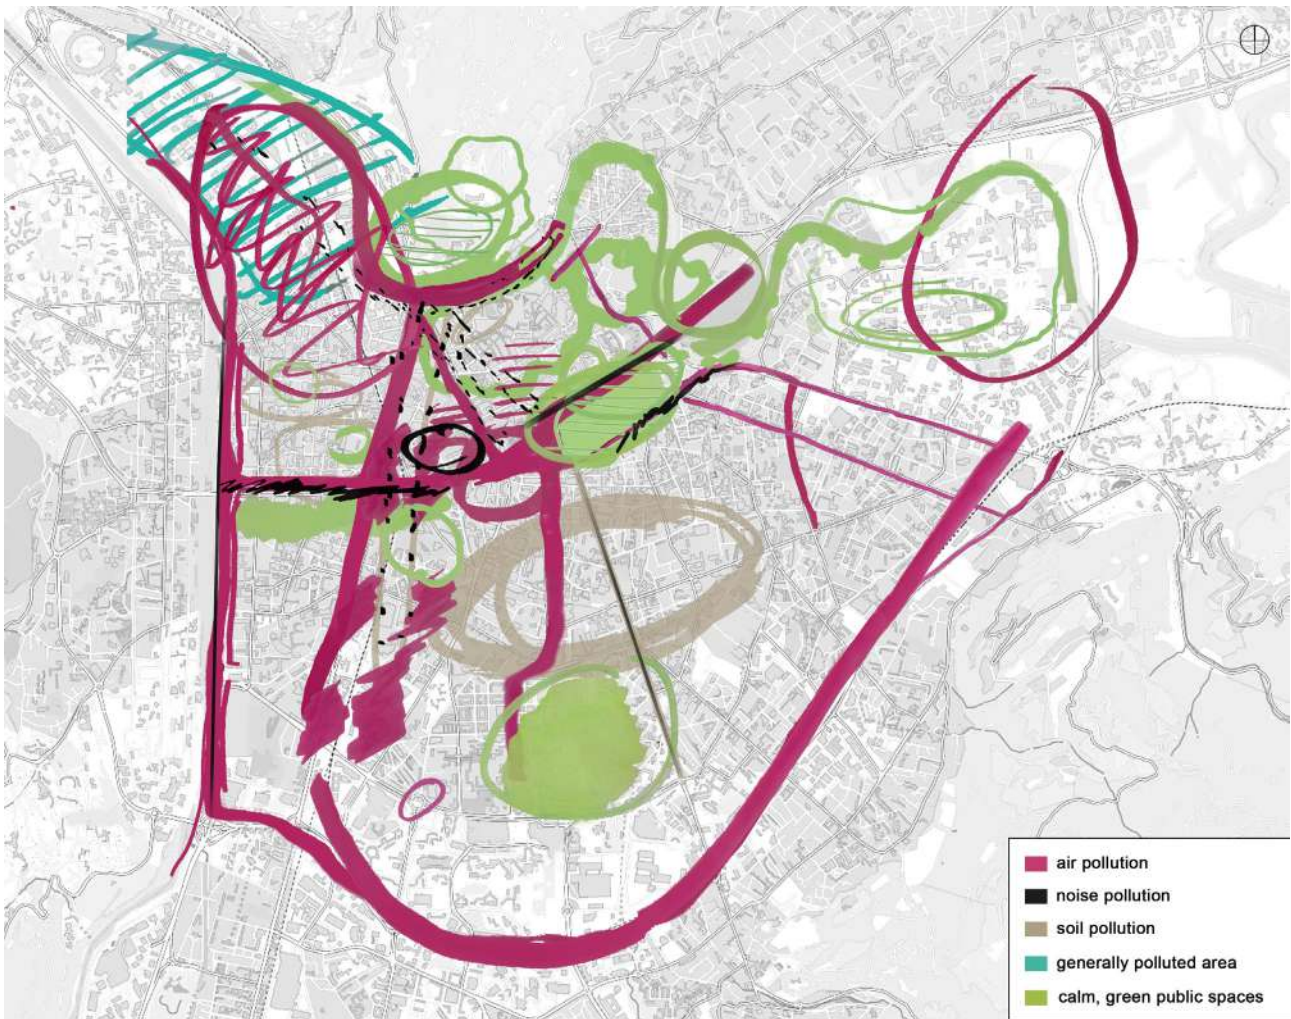 air pollution
noise pollution
soil pollution
generally polluted area
calm, green public spaces